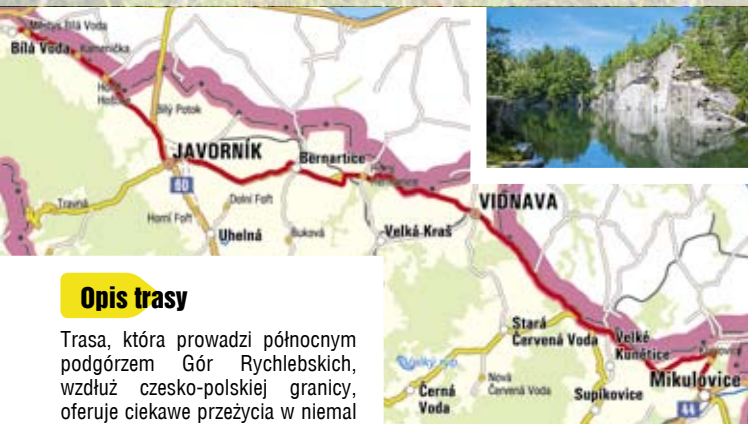 Bílá Voda
Kamenička
Bílý Potok
JAVORNÍK
Bernartice
60
Travná
Dolní Fořt
Horní Fořt
Uhelná
Buková
Velká Kraš
VIDNAVA
Opis trasy
Trasa, która prowadzi północnym
podgórzem Gór Rychlebskich,
wzdłuż czesko-polskiej granicy,
oferuje ciekawe przeżycia w niemal
Stará
Červená Voda
Velké
Kunětice
Mikulovice
Nová
Červená Voda
Supíkovice
Černá
Voda
44